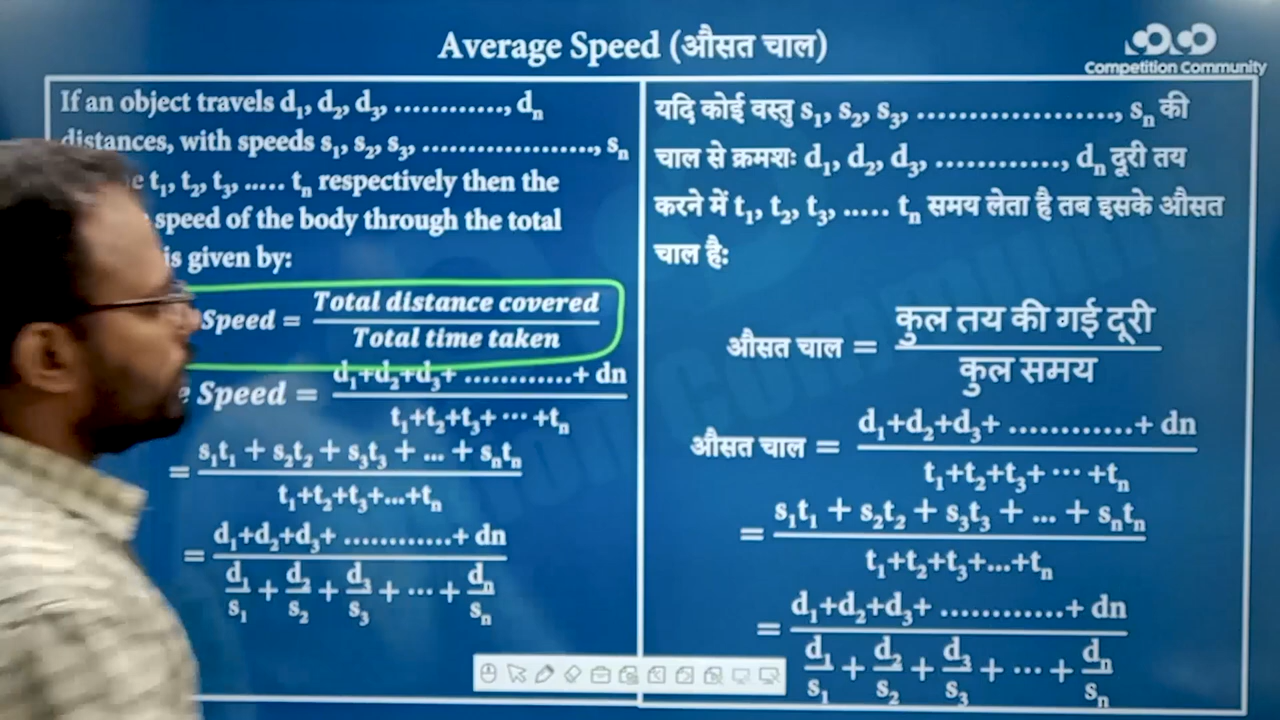 Average Speed (औसत चाल)
Competition Community
If an object travels d₁, d₂, d₃, ............, dₙ
distances, with speeds s₁, s₂, s₃, ..................., sₙ
t₁, t₂, t₃, ..... tₙ respectively then the
speed of the body through the total
is given by:
Speed = Total distance covered / Total time taken
Speed = d₁+d₂+d₃+ ............+ dn / t₁+t₂+t₃+ ··· +tₙ
= s₁t₁ + s₂t₂ + s₃t₃ + ... + sₙtₙ / t₁+t₂+t₃+...+tₙ
= d₁+d₂+d₃+ ............+ dn / d₁/s₁ + d₂/s₂ + d₃/s₃ + ··· + dₙ/sₙ
यदि कोई वस्तु s₁, s₂, s₃, ...................., sₙ की
चाल से क्रमशः d₁, d₂, d₃, ............, dₙ दूरी तय
करने में t₁, t₂, t₃, ..... tₙ समय लेता है तब इसके औसत
चाल है:
औसत चाल = कुल तय की गई दूरी / कुल समय
औसत चाल = d₁+d₂+d₃+ ............+ dn / t₁+t₂+t₃+ ··· +tₙ
= s₁t₁ + s₂t₂ + s₃t₃ + ... + sₙtₙ / t₁+t₂+t₃+...+tₙ
= d₁+d₂+d₃+ ............+ dn / d₁/s₁ + d₂/s₂ + d₃/s₃ + ··· + dₙ/sₙ